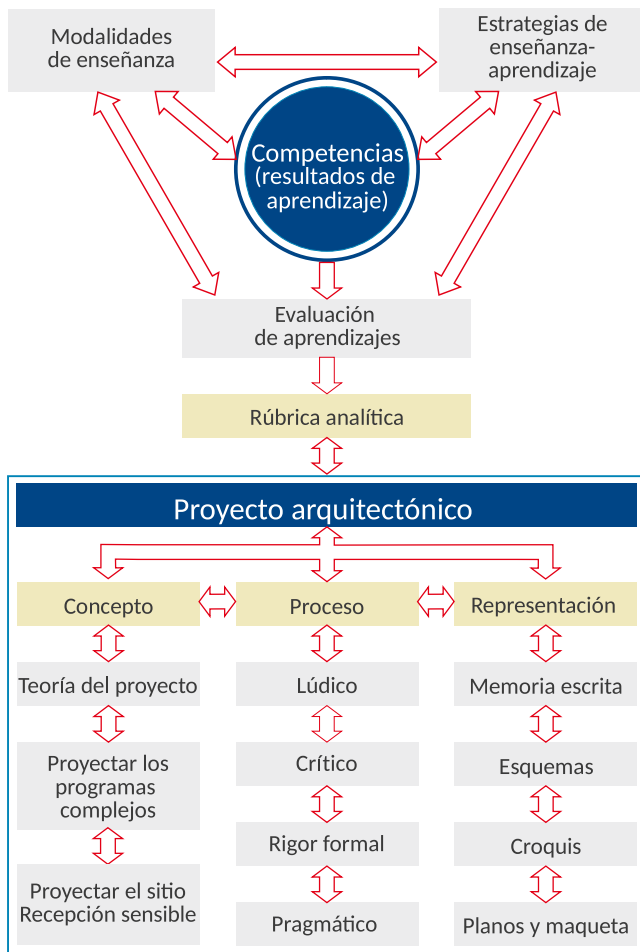 Modalidades
de enseñanza
Estrategias de
enseñanza-
aprendizaje
Competencias
(resultados de
aprendizaje)
Evaluación
de aprendizajes
Rúbrica analítica
Proyecto arquitectónico
Concepto
Proceso
Representación
Teoría del proyecto
Lúdico
Memoria escrita
Proyectar los
programas
complejos
Crítico
Esquemas
Rigor formal
Croquis
Proyectar el sitio
Recepción sensible
Pragmático
Planos y maqueta